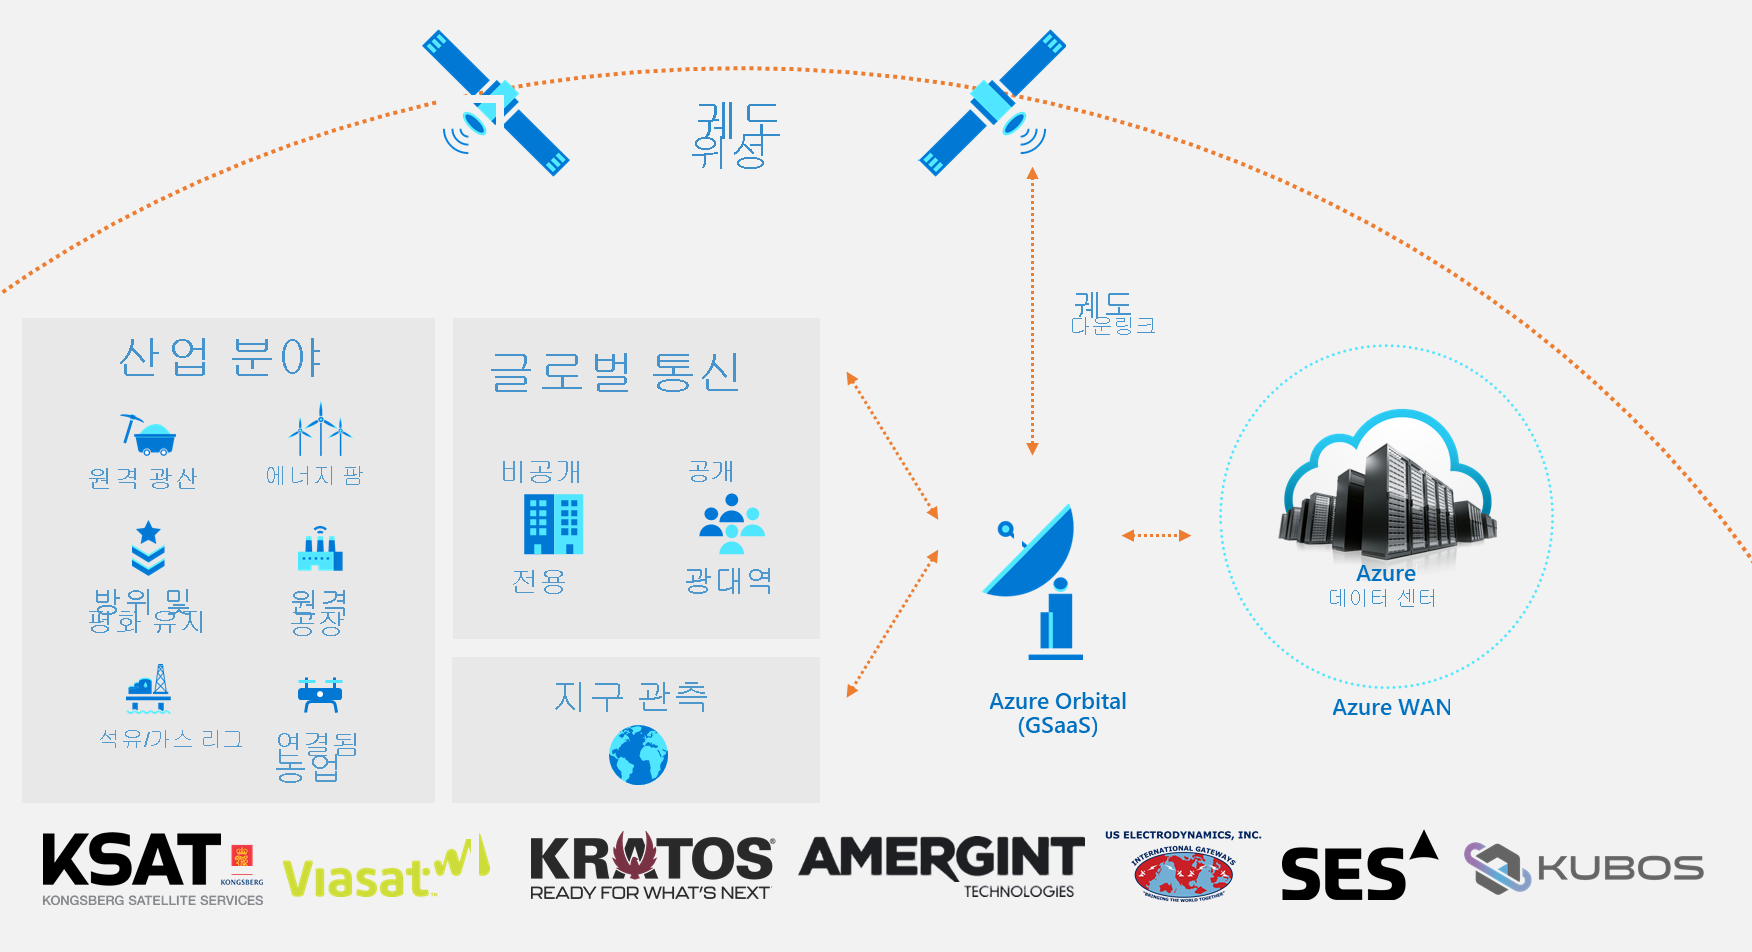 궤도
위성
궤도
다운링크
산업 분야
원격 광산
에너지 팜
방위 및
평화 유지
원격
공장
석유/가스 리그
연결됨
농업
글로벌 통신
비공개
공개
전용
광대역
지구 관측
Azure Orbital
(GSaaS)
Azure
데이터 센터
Azure WAN
KSAT
KONGSBERG
KONGSBERG SATELLITE SERVICES
Viasat™
KRATOS®
READY FOR WHAT'S NEXT
AMERGINT
TECHNOLOGIES
US ELECTRODYNAMICS, INC.
INTERNATIONAL GATEWAYS
"BRINGING THE WORLD TOGETHER"
SES
KUBOS